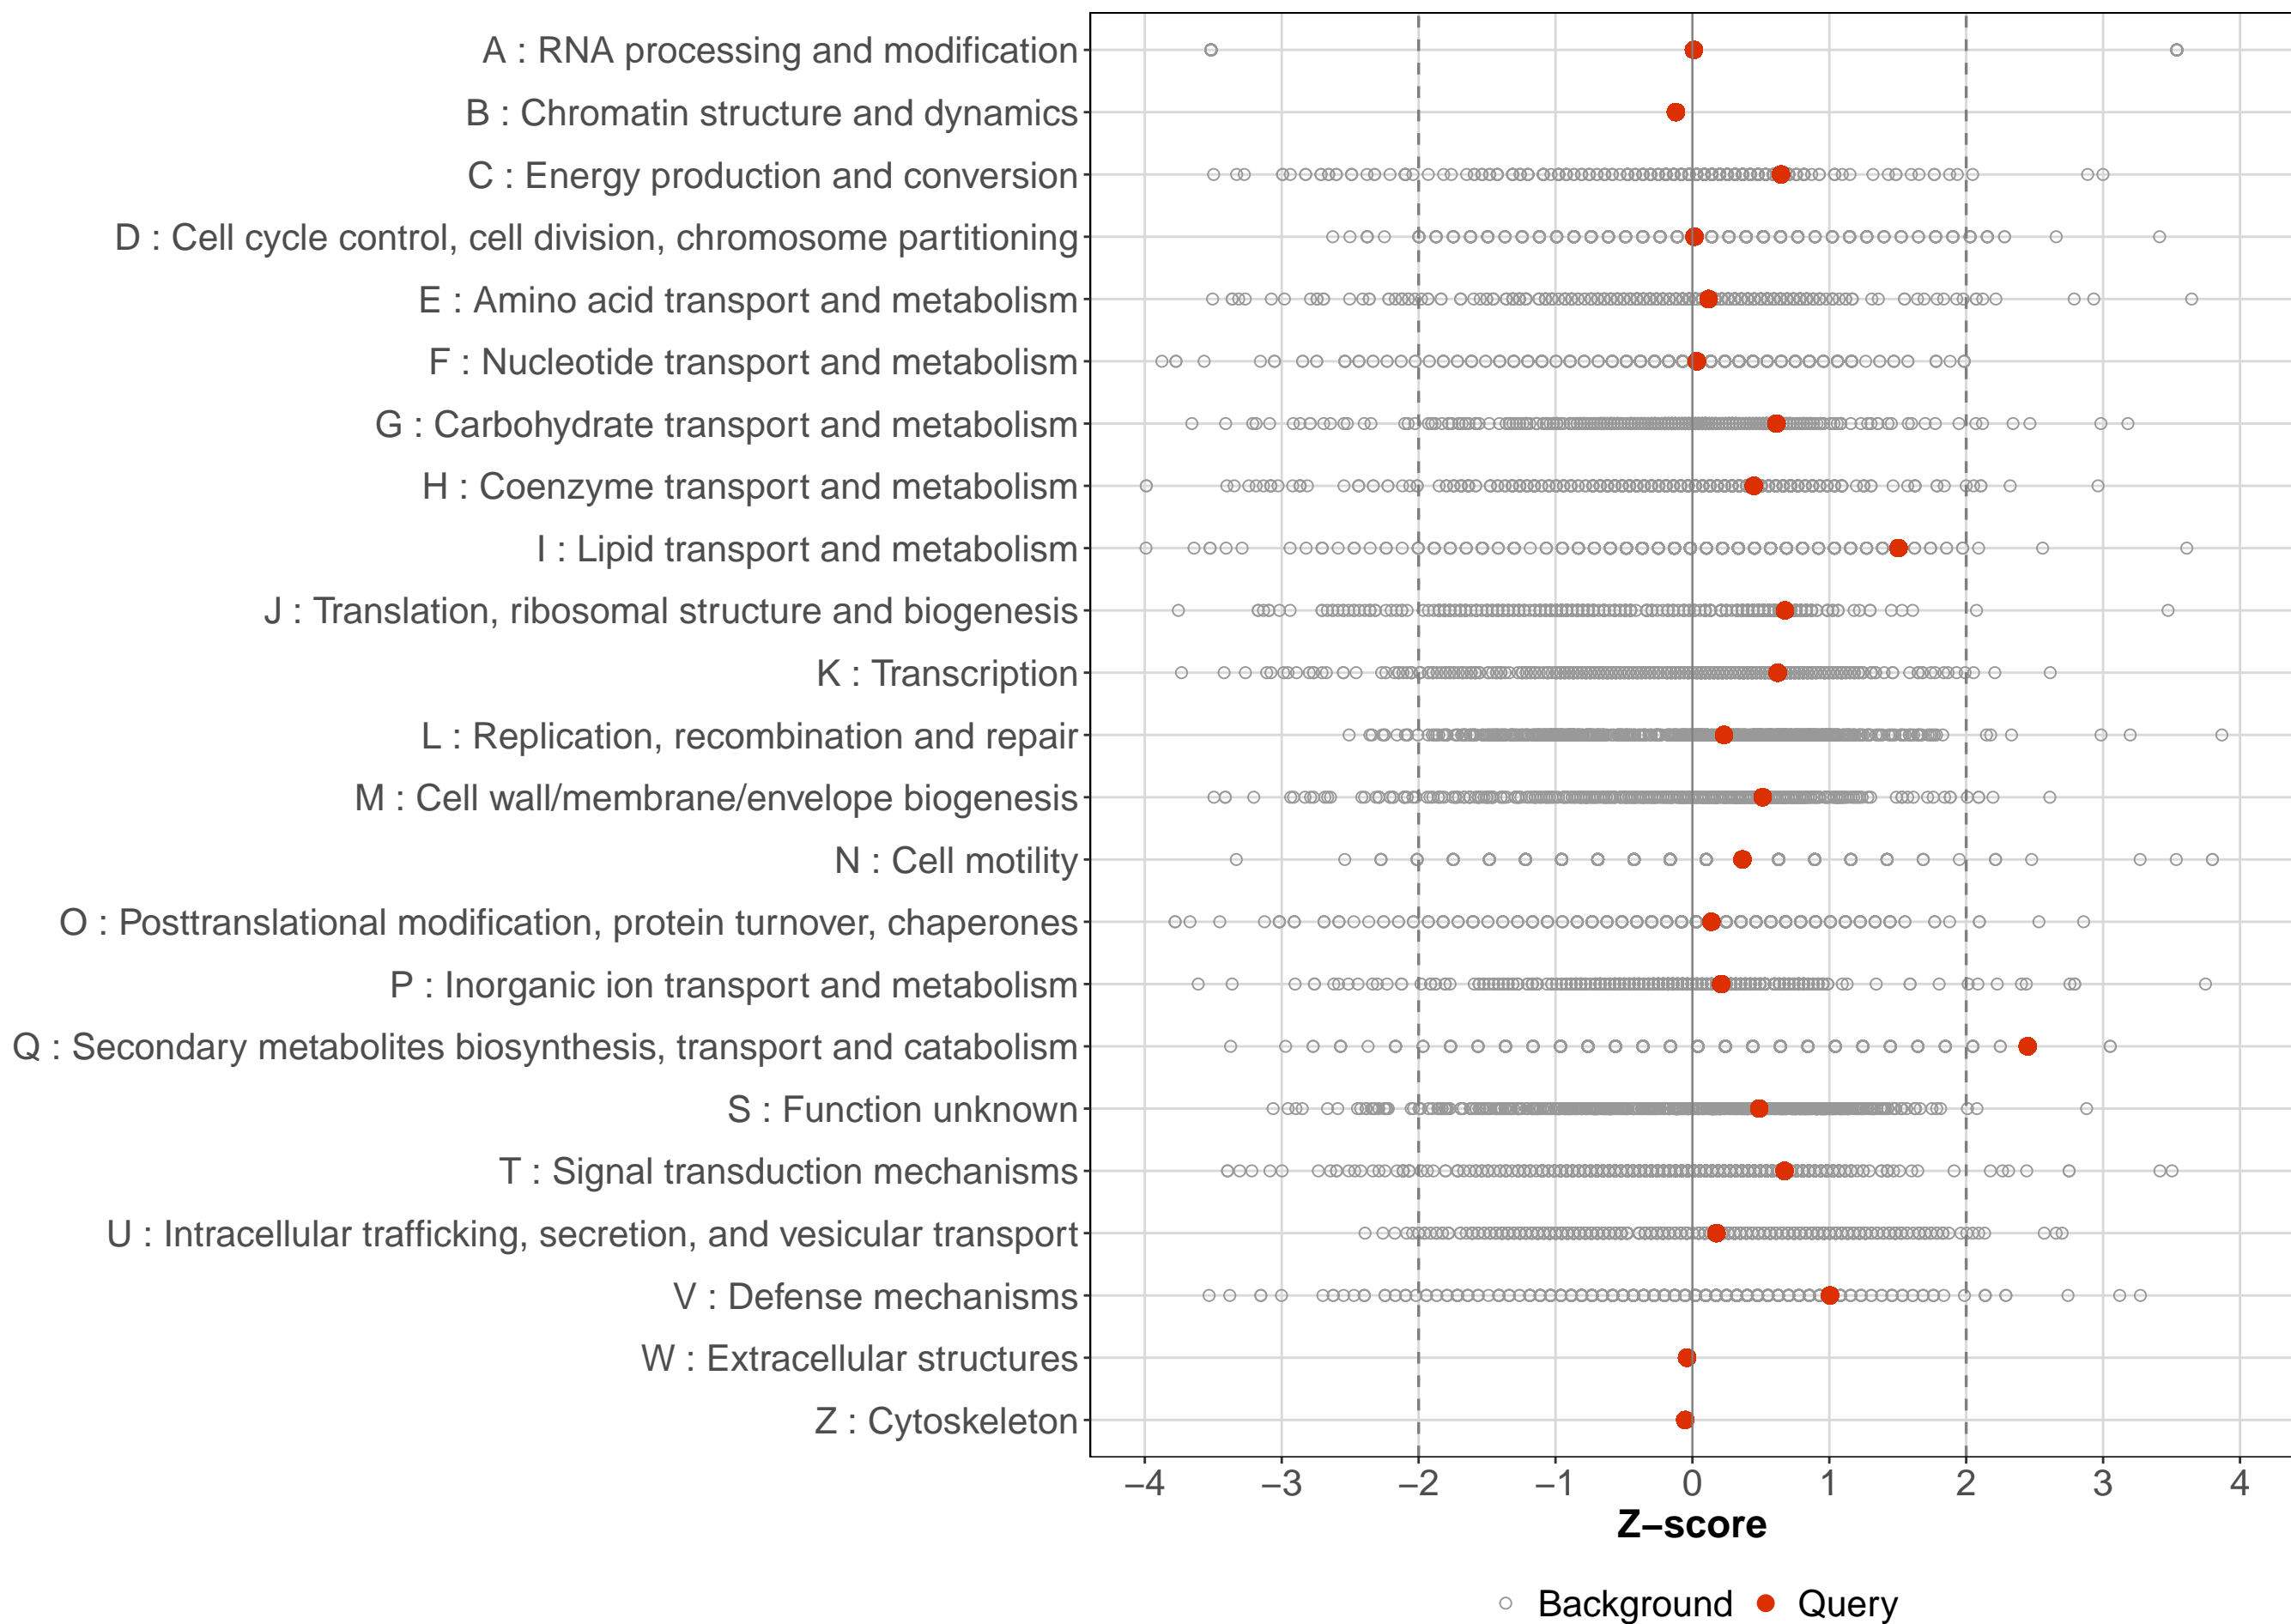 A : RNA processing and modification
B : Chromatin structure and dynamics
C : Energy production and conversion
D : Cell cycle control, cell division, chromosome partitioning
E : Amino acid transport and metabolism
F : Nucleotide transport and metabolism
G : Carbohydrate transport and metabolism
H : Coenzyme transport and metabolism
I : Lipid transport and metabolism
J : Translation, ribosomal structure and biogenesis
K : Transcription
L : Replication, recombination and repair
M : Cell wall/membrane/envelope biogenesis
N : Cell motility
O : Posttranslational modification, protein turnover, chaperones
P : Inorganic ion transport and metabolism
Q : Secondary metabolites biosynthesis, transport and catabolism
S : Function unknown
T : Signal transduction mechanisms
U : Intracellular trafficking, secretion, and vesicular transport
V : Defense mechanisms
W : Extracellular structures
Z : Cytoskeleton
−4 −3 −2 −1 0 1 2 3 4
Z−score
Background Query